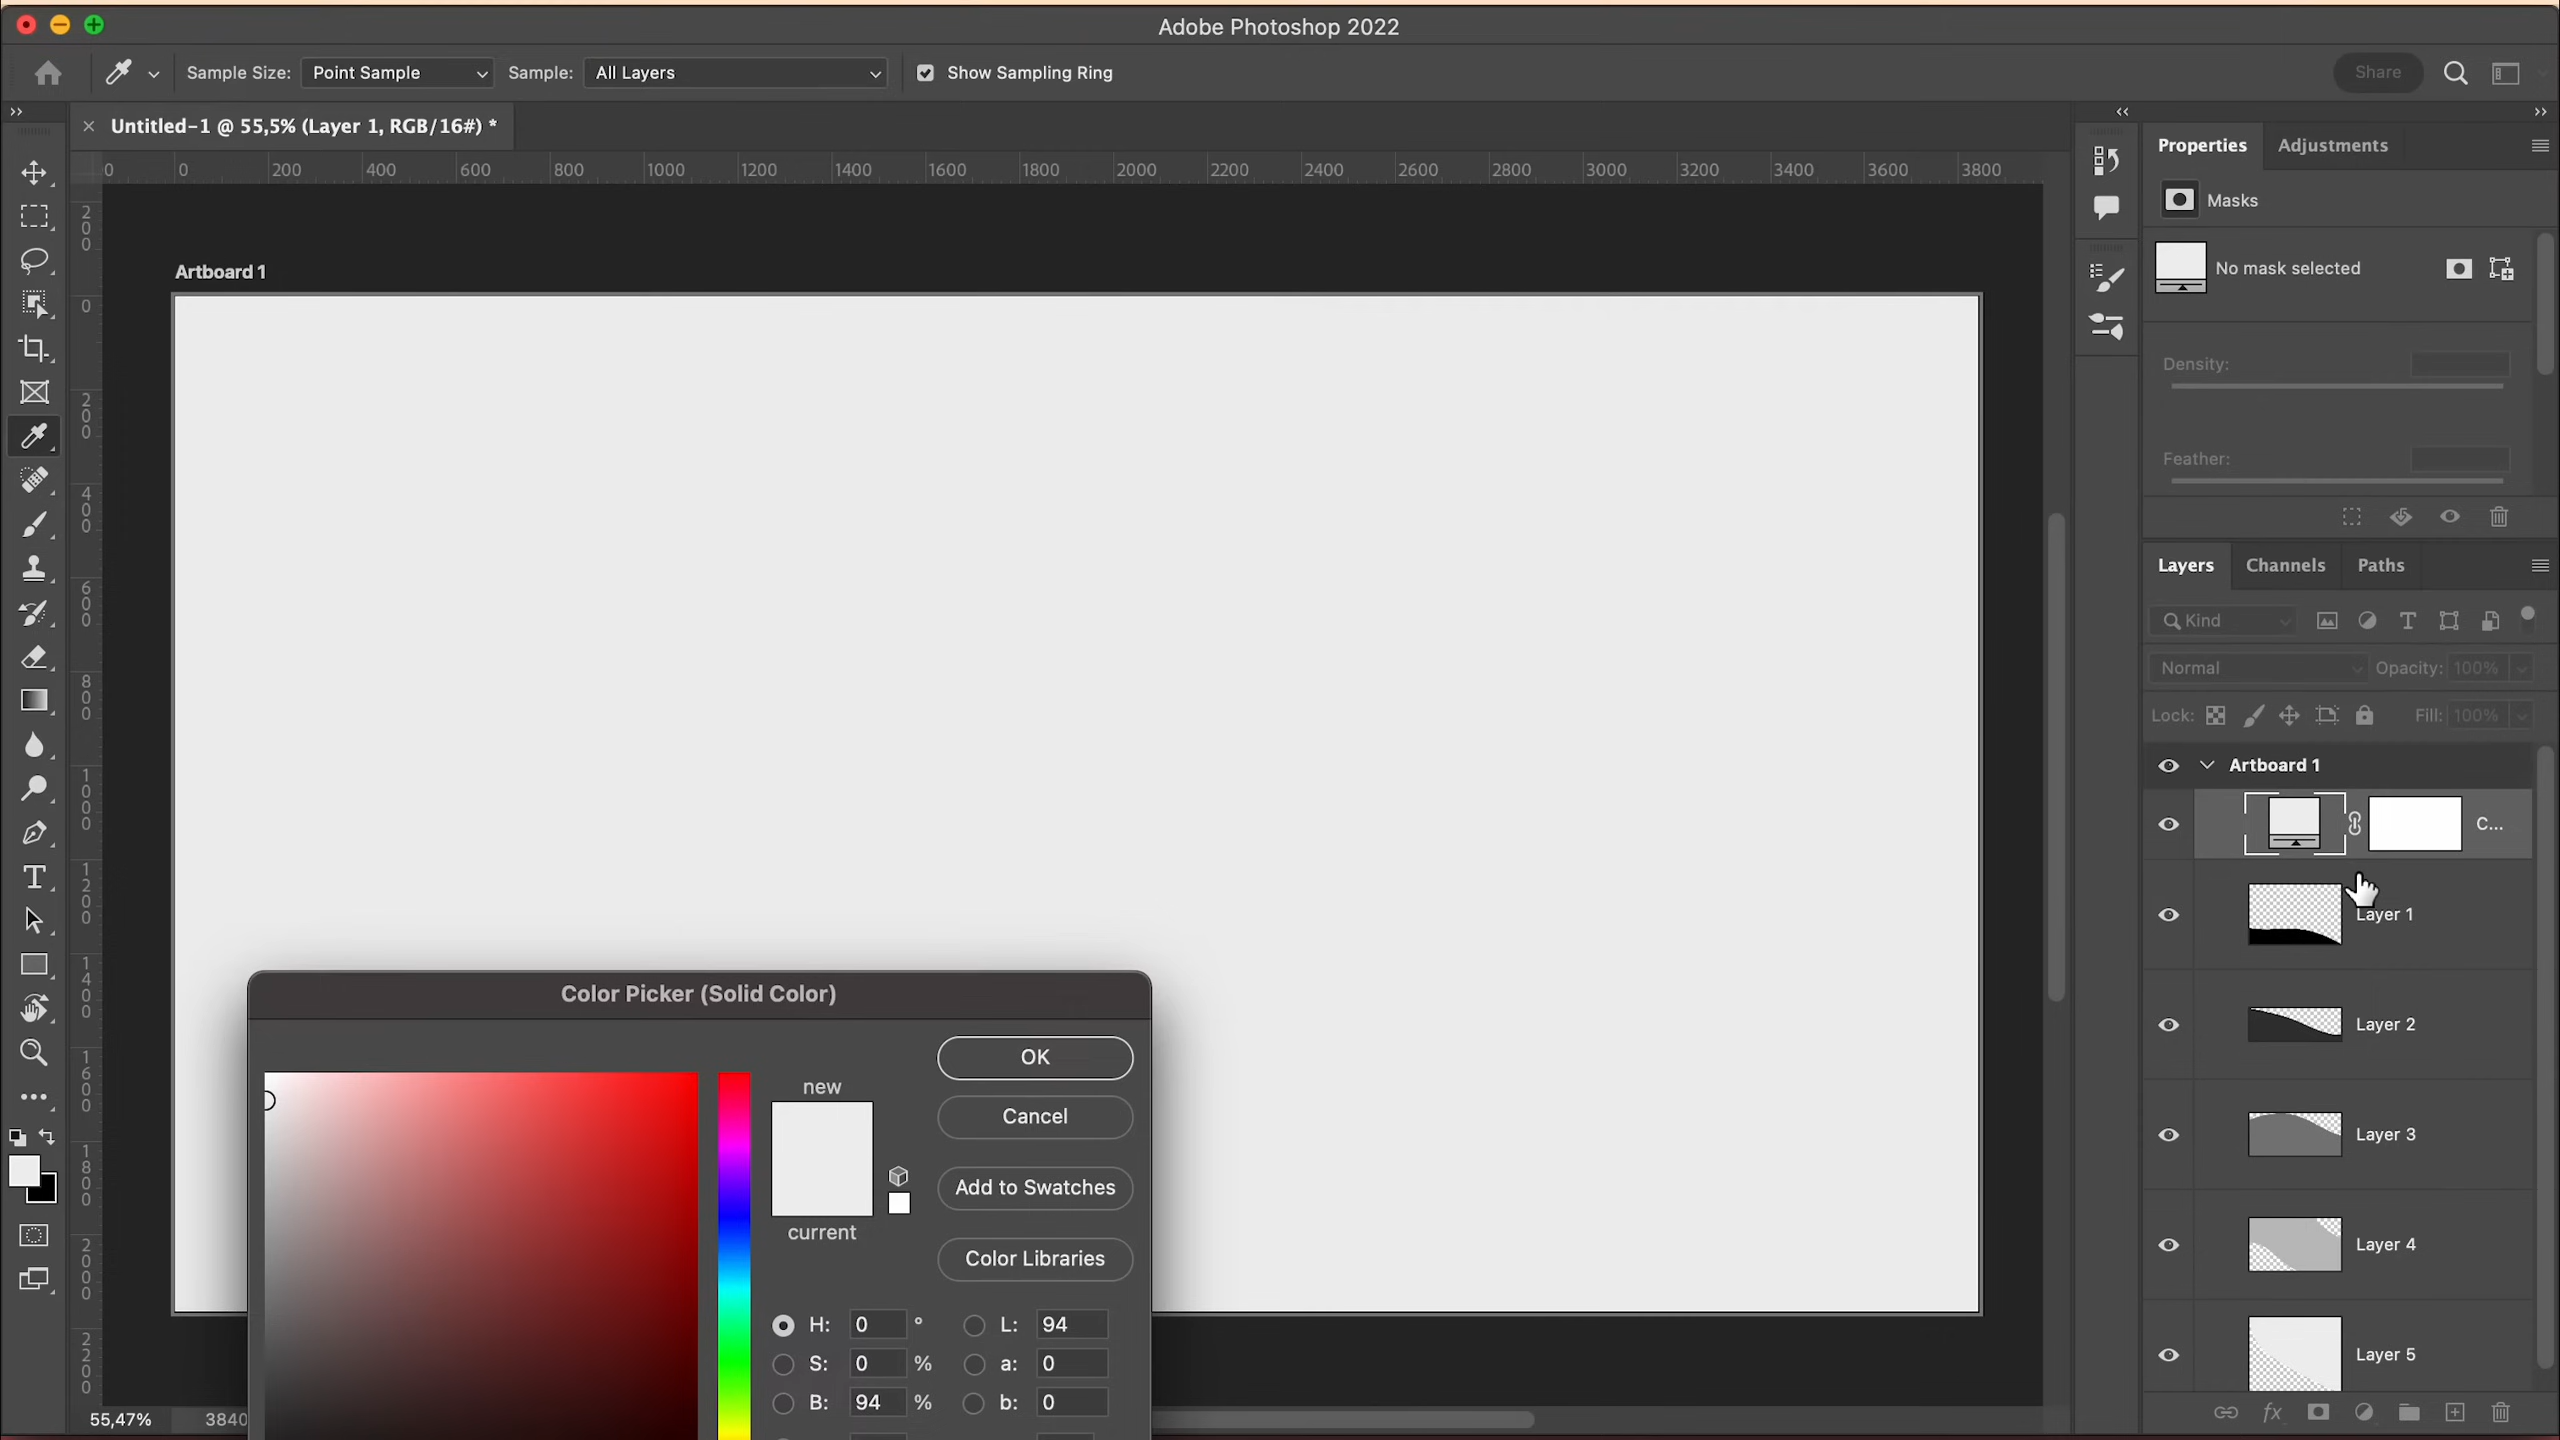 Adobe Photoshop 2022
Sample Size: Point Sample Sample: All Layers Show Sampling Ring Share
Untitled-1 @ 55,5% (Layer 1, RGB/16#) *
0 0 200 400 600 800 1000 1200 1400 1600 1800 2000 2200 2400 2600 2800 3000 3200 3400 3600 3800
200
0
200
400
600
800
1000
1200
1400
1600
1800
2000
2200
Artboard 1
Properties Adjustments
Masks
No mask selected
Density:
Feather:
Layers Channels Paths
Kind
Normal Opacity: 100%
Lock: Fill: 100%
Artboard 1
C...
Layer 1
Layer 2
Layer 3
Layer 4
Layer 5
Color Picker (Solid Color)
new
current
OK
Cancel
Add to Swatches
Color Libraries
H: 0 ° L: 94
S: 0 % a: 0
B: 94 % b: 0
55,47% 3840